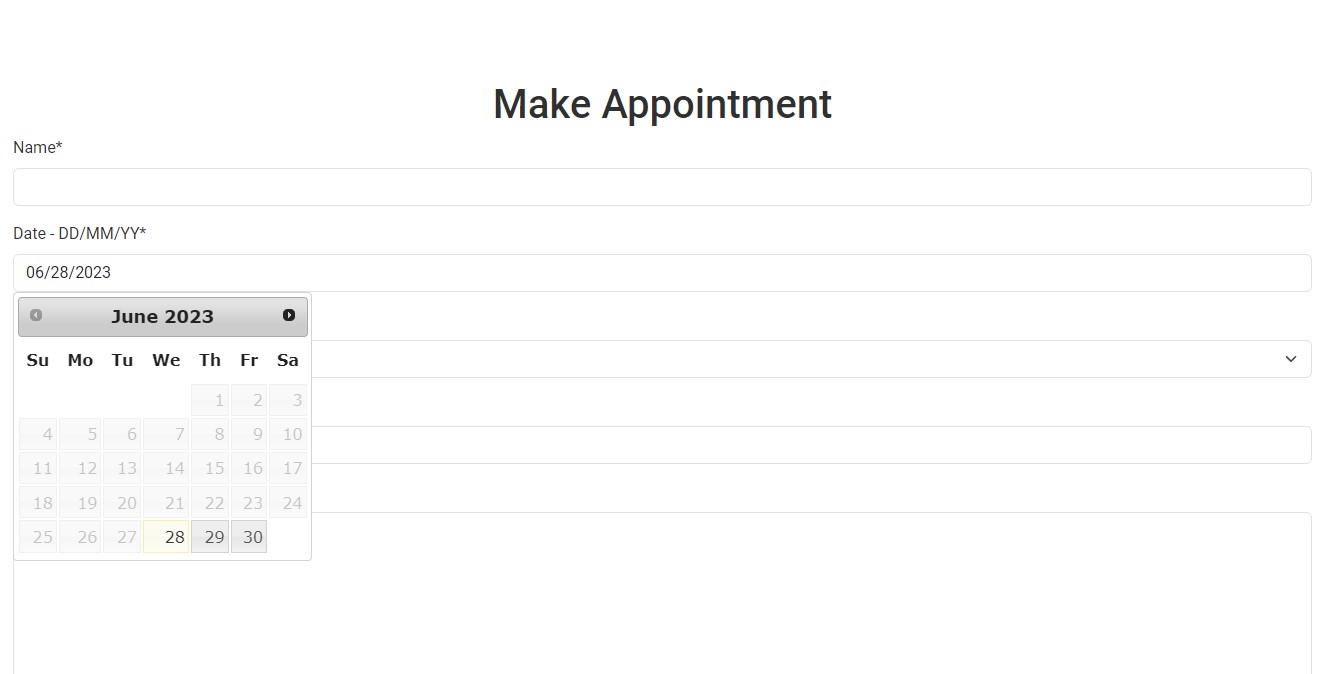 Make Appointment
Name*
Date - DD/MM/YY*
06/28/2023
June 2023
Su Mo Tu We Th Fr Sa
1 2 3
4 5 6 7 8 9 10
11 12 13 14 15 16 17
18 19 20 21 22 23 24
25 26 27 28 29 30